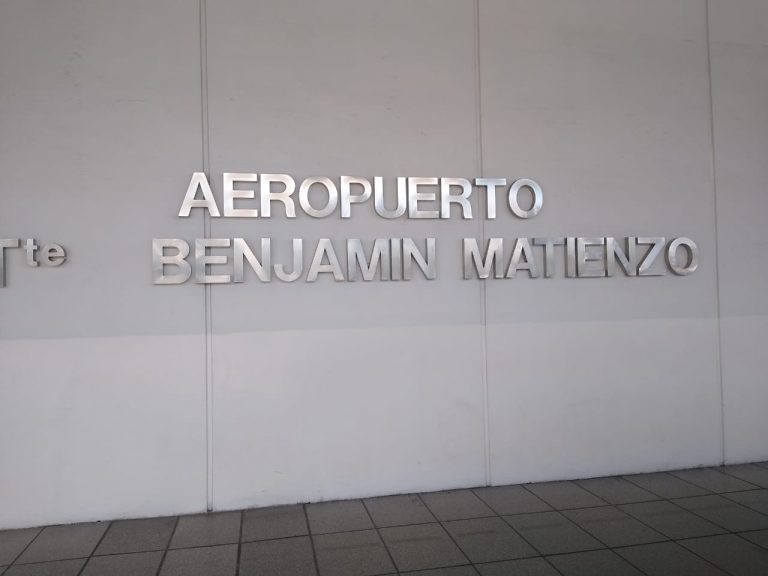 AEROPUERTO
Tte BENJAMIN MATIENZO